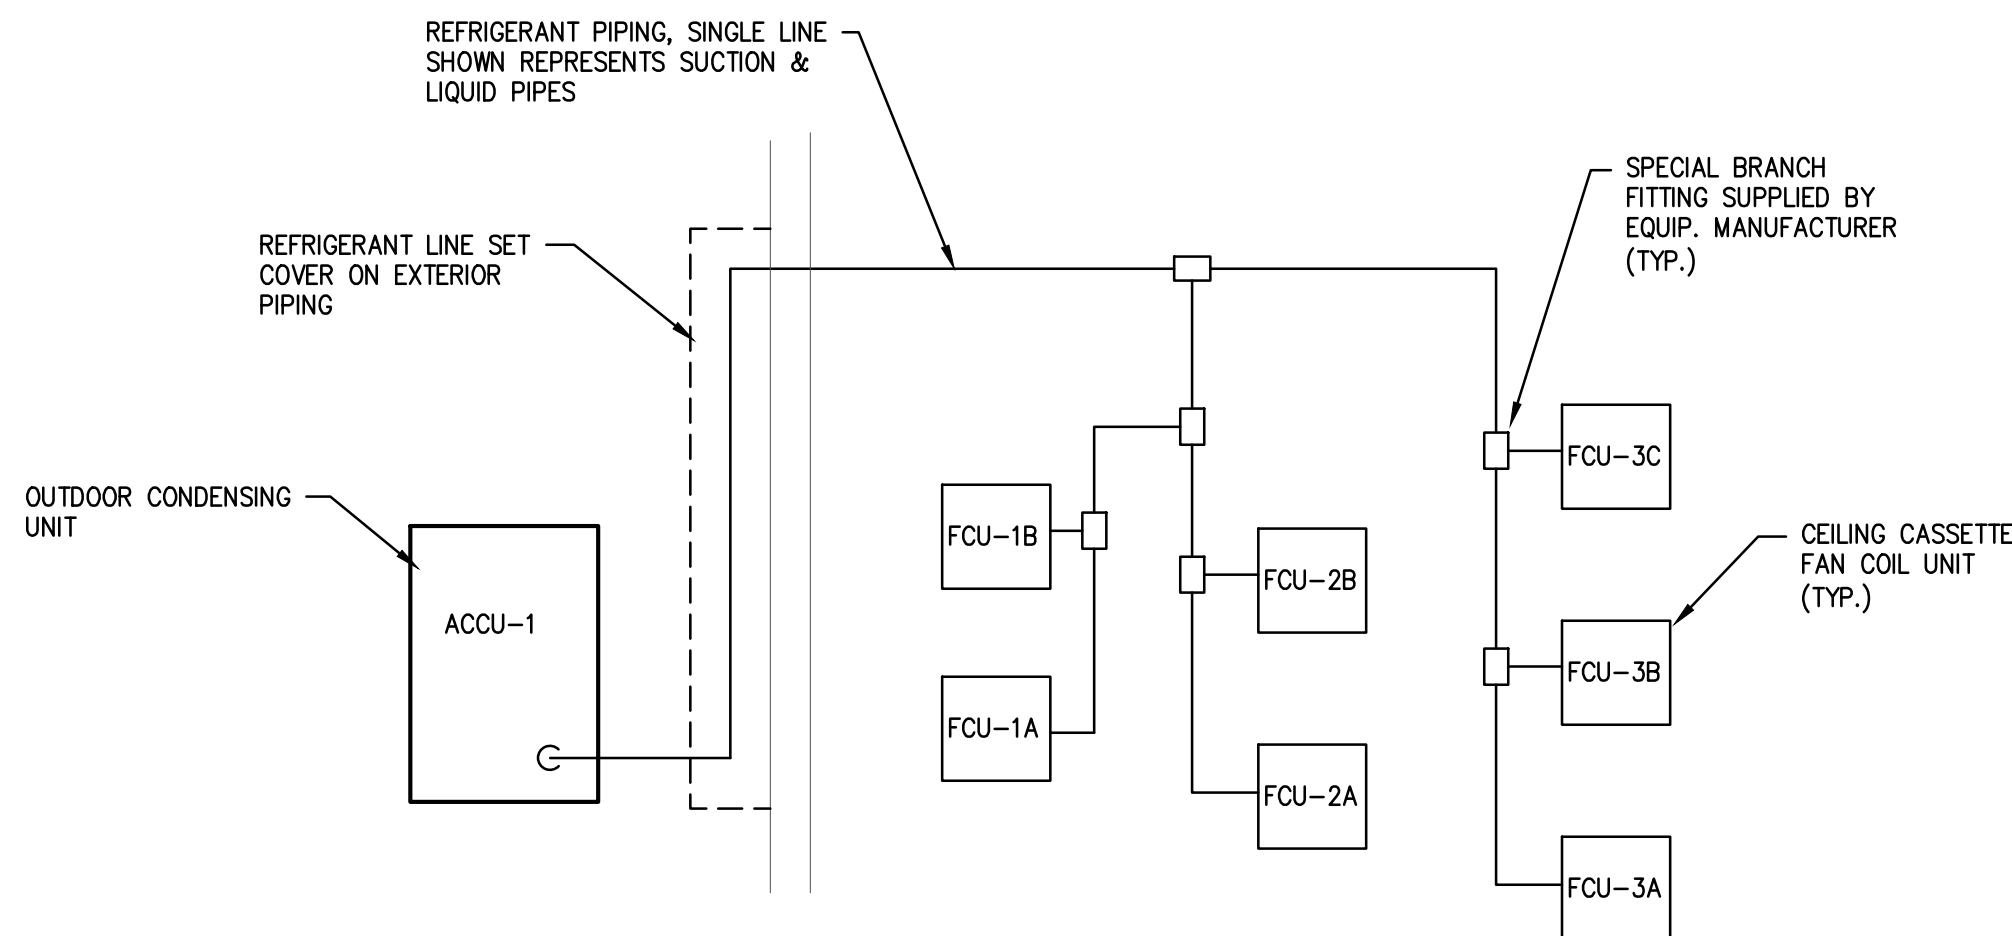 REFRIGERANT PIPING, SINGLE LINE
SHOWN REPRESENTS SUCTION &
LIQUID PIPES
SPECIAL BRANCH
FITTING SUPPLIED BY
EQUIP. MANUFACTURER
(TYP.)
REFRIGERANT LINE SET
COVER ON EXTERIOR
PIPING
OUTDOOR CONDENSING
UNIT
ACCU-1
FCU-1B
FCU-1A
FCU-2B
FCU-2A
FCU-3C
CEILING CASSETTE
FAN COIL UNIT
(TYP.)
FCU-3B
FCU-3A